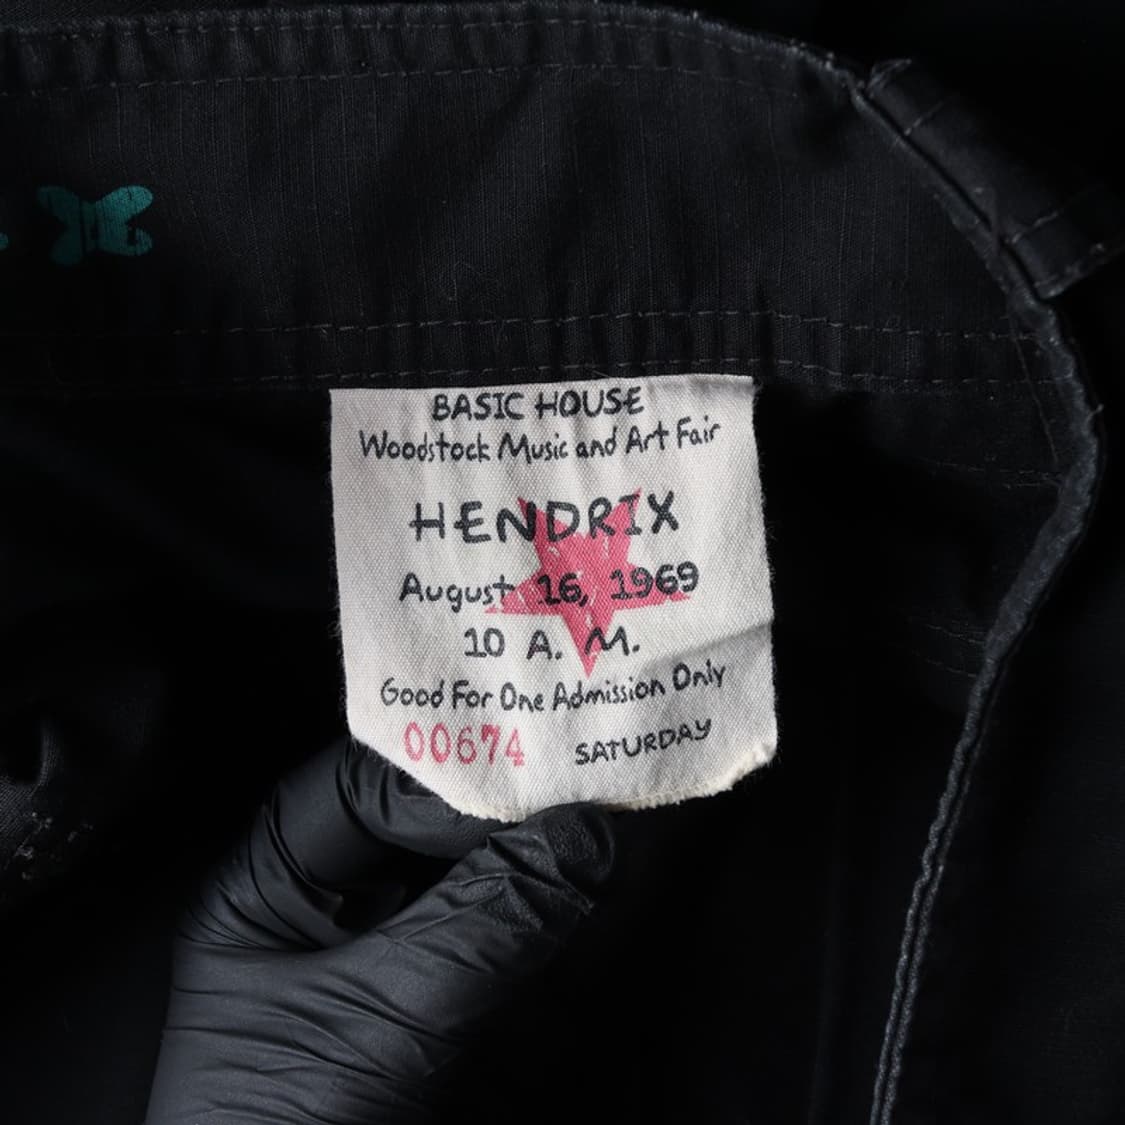 BASIC HOUSE
Woodstock Music and Art Fair
HENDRIX
August 16, 1969
10 A. M.
Good For One Admission Only
00674 SATURDAY